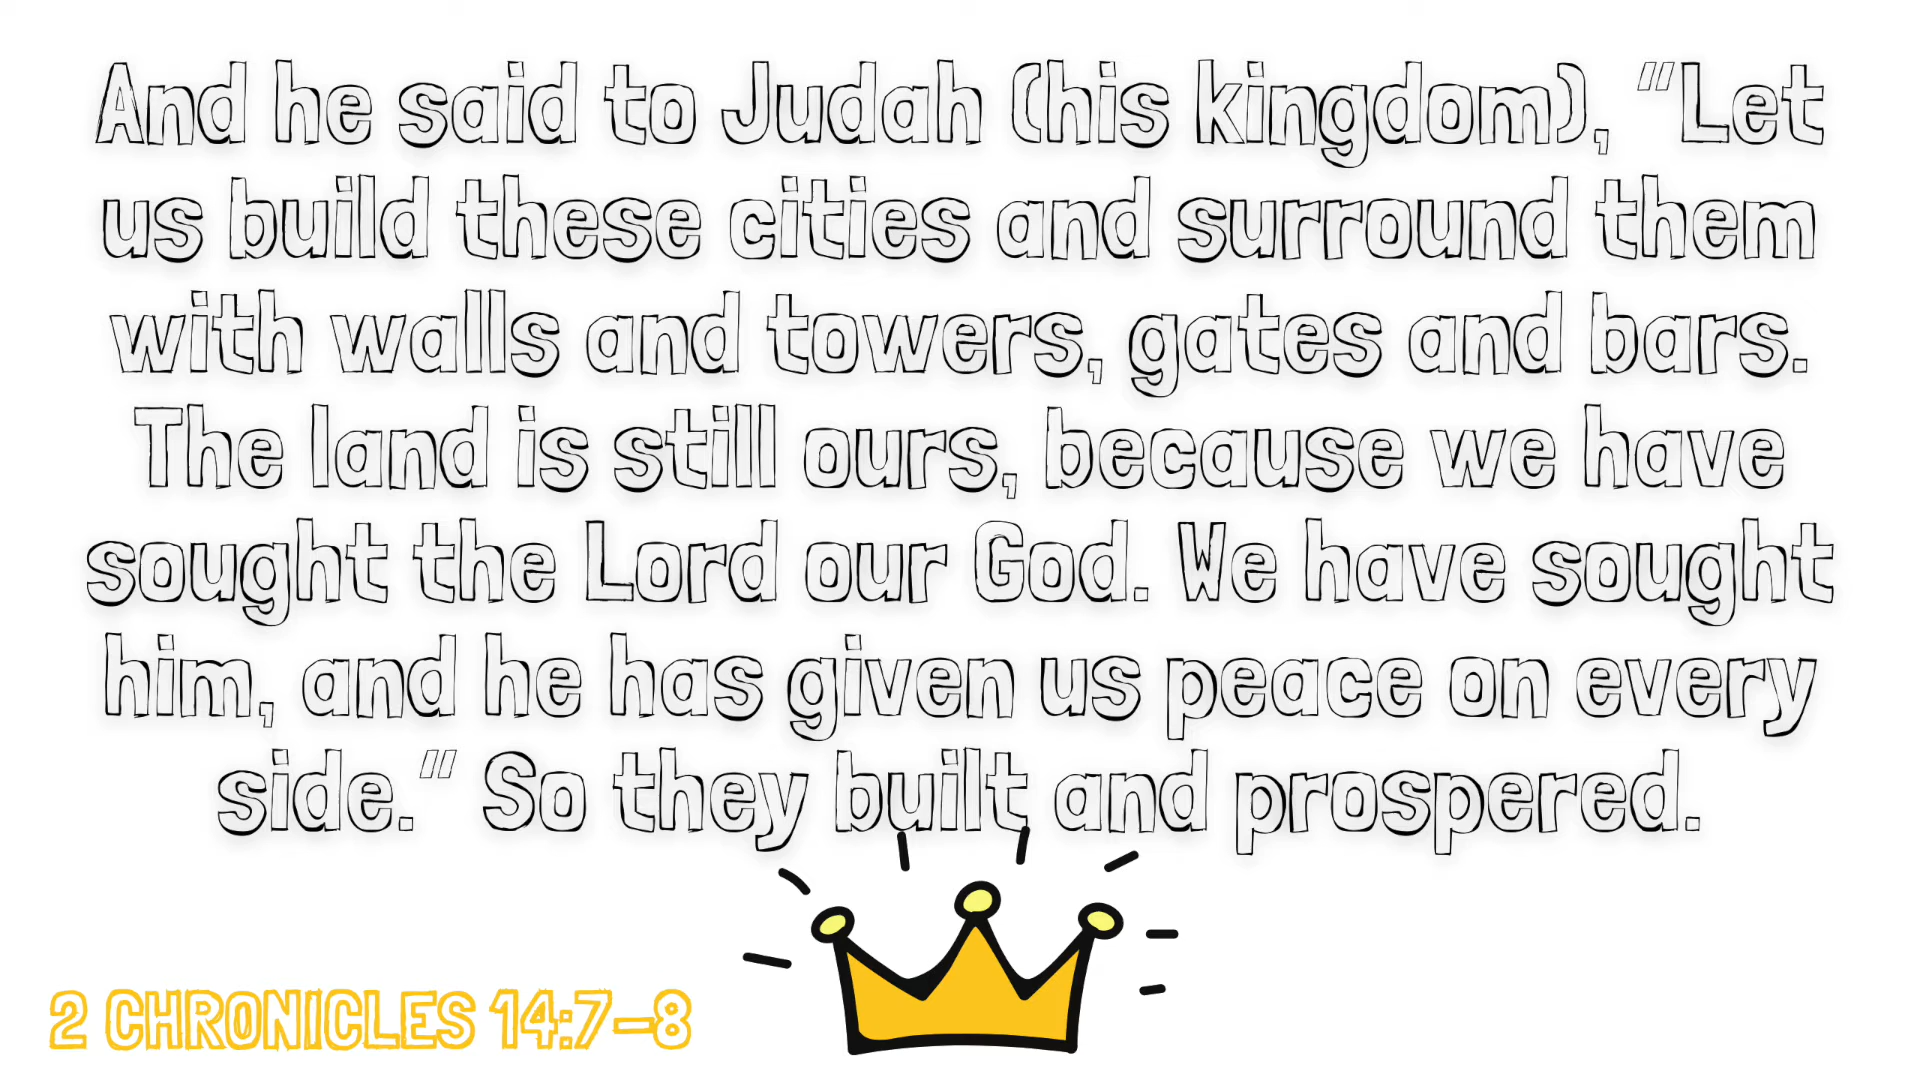 And he said to Judah (his kingdom), "Let
us build these cities and surround them
with walls and towers, gates and bars.
The land is still ours, because we have
sought the Lord our God. We have sought
him, and he has given us peace on every
side." So they built and prospered.
2 CHRONICLES 14:7-8